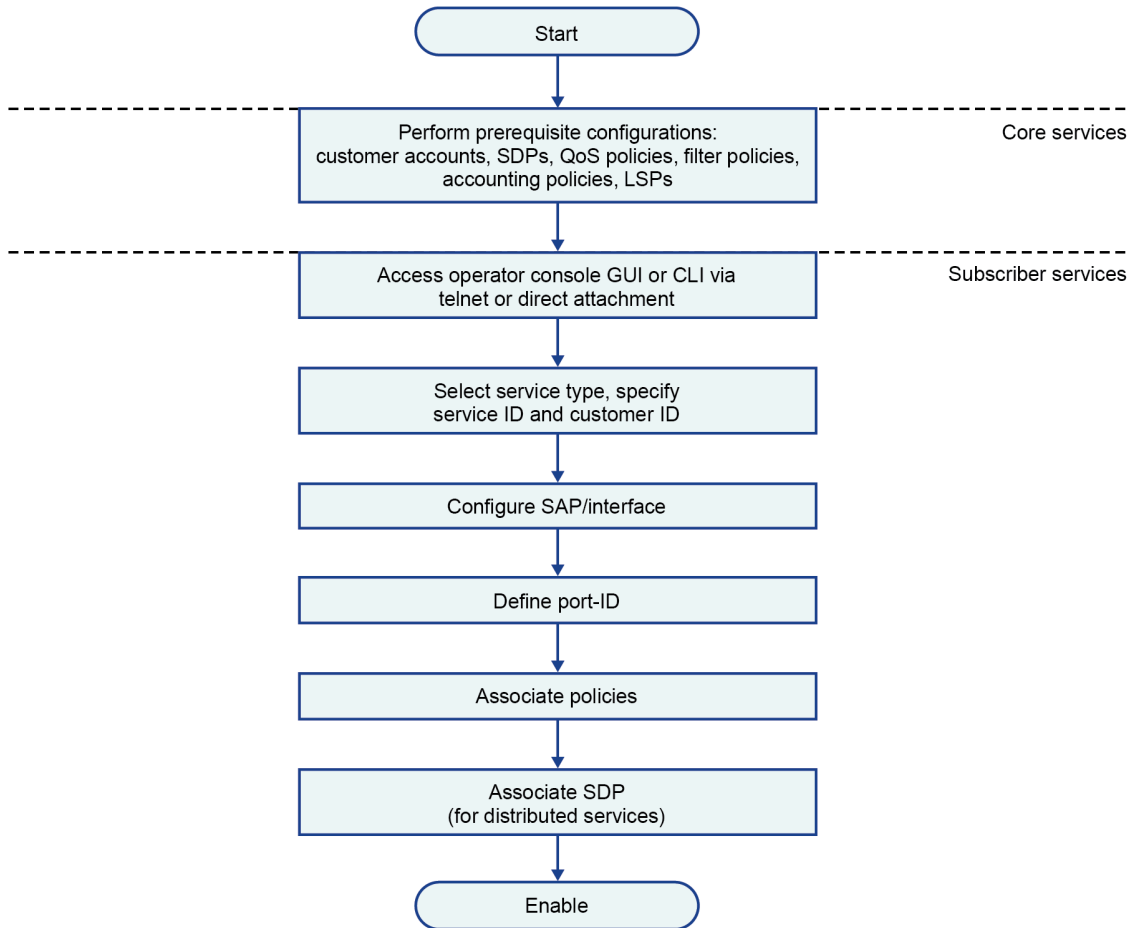 Start
Perform prerequisite configurations:
customer accounts, SDPs, QoS policies, filter policies,
accounting policies, LSPs
Core services
Access operator console GUI or CLI via
telnet or direct attachment
Subscriber services
Select service type, specify
service ID and customer ID
Configure SAP/interface
Define port-ID
Associate policies
Associate SDP
(for distributed services)
Enable